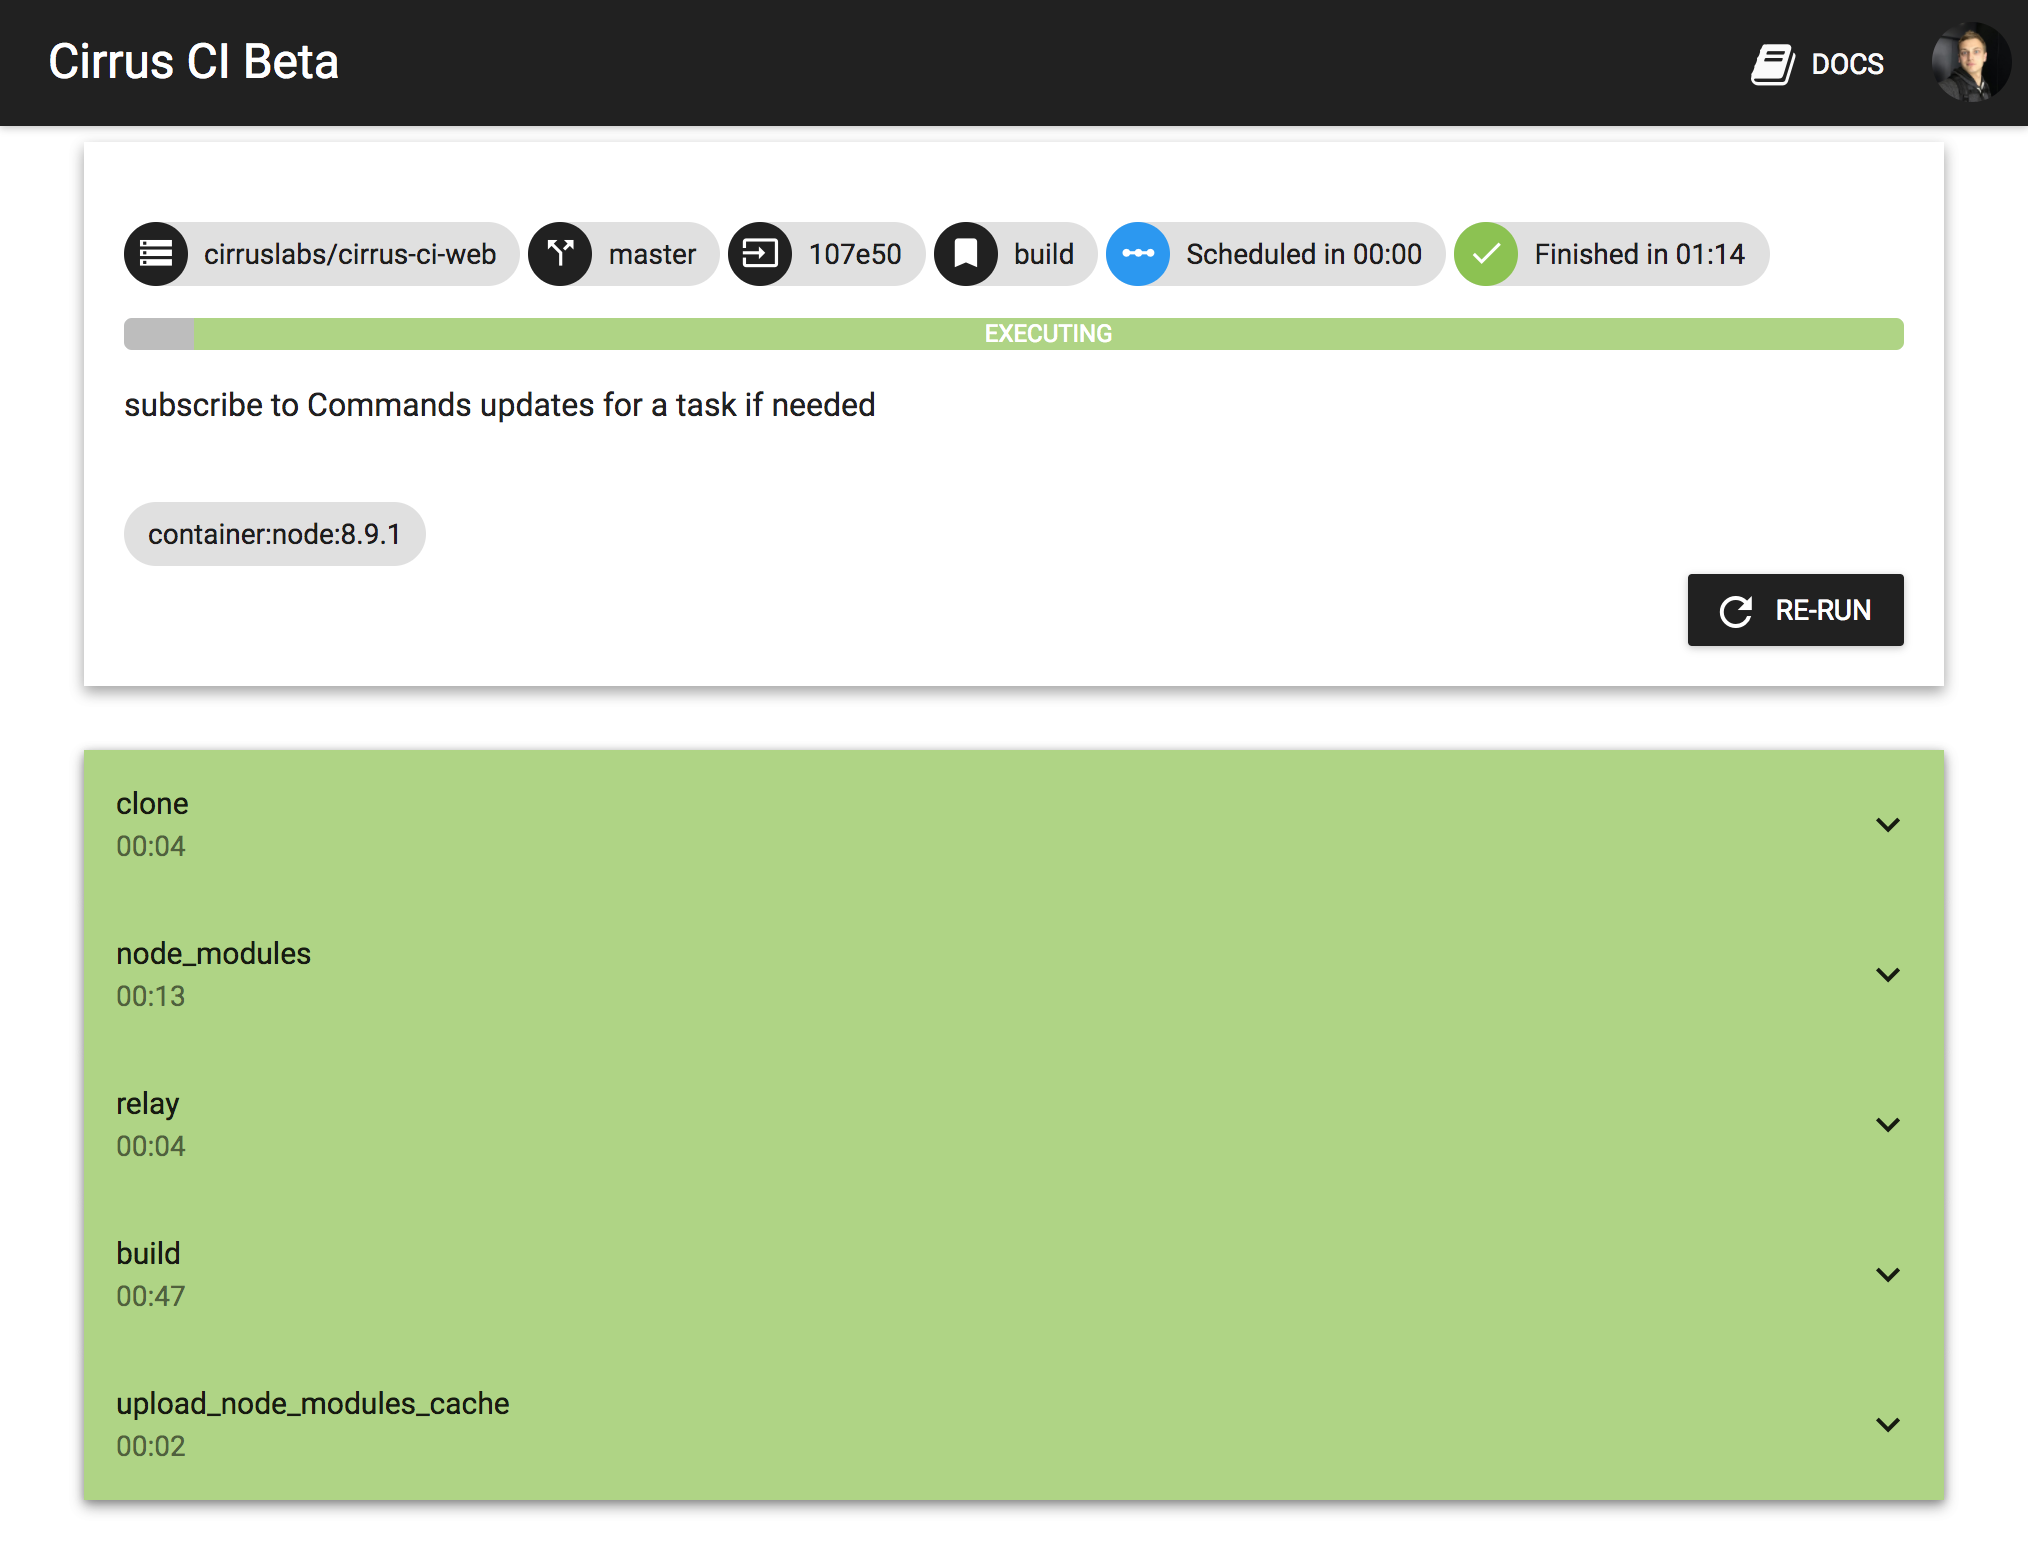 Cirrus CI Beta
DOCS
cirruslabs/cirrus-ci-web
master
107e50
build
Scheduled in 00:00
Finished in 01:14
EXECUTING
subscribe to Commands updates for a task if needed
container:node:8.9.1
RE-RUN
clone
00:04
node_modules
00:13
relay
00:04
build
00:47
upload_node_modules_cache
00:02